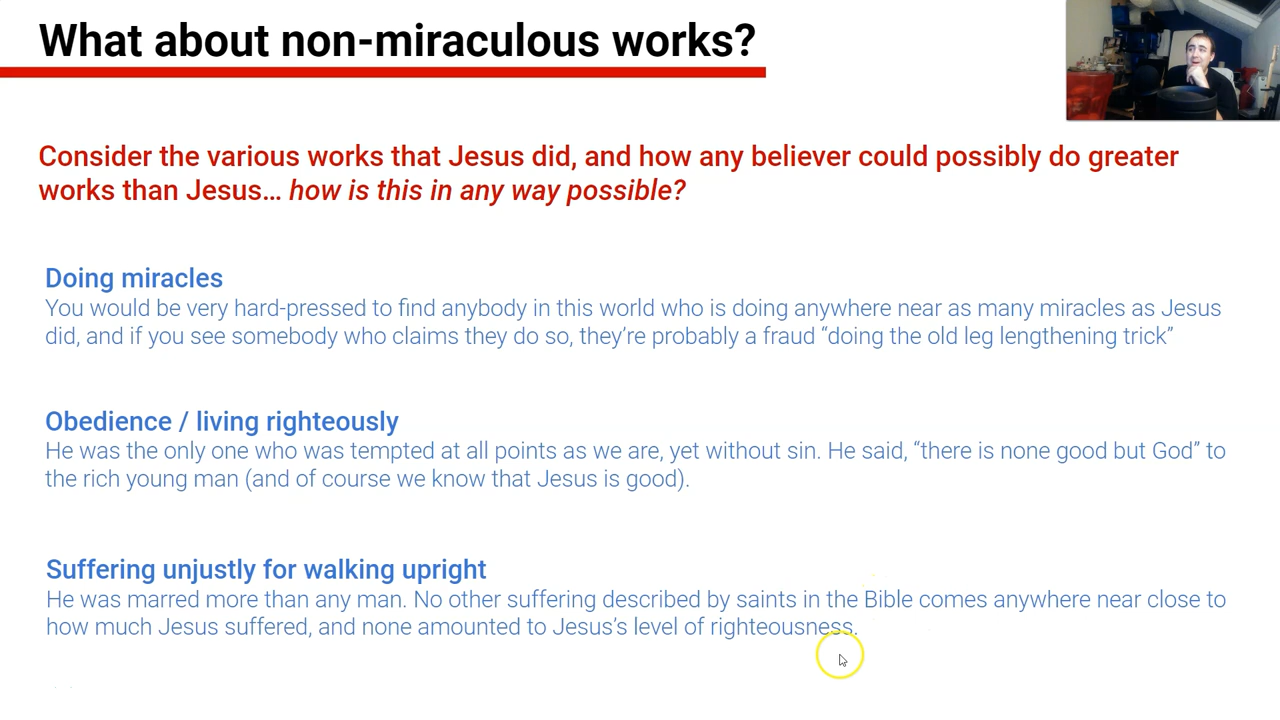 What about non-miraculous works?
Consider the various works that Jesus did, and how any believer could possibly do greater
works than Jesus… how is this in any way possible?
Doing miracles
You would be very hard-pressed to find anybody in this world who is doing anywhere near as many miracles as Jesus
did, and if you see somebody who claims they do so, they’re probably a fraud “doing the old leg lengthening trick”
Obedience / living righteously
He was the only one who was tempted at all points as we are, yet without sin. He said, “there is none good but God” to
the rich young man (and of course we know that Jesus is good).
Suffering unjustly for walking upright
He was marred more than any man. No other suffering described by saints in the Bible comes anywhere near close to
how much Jesus suffered, and none amounted to Jesus’s level of righteousness.